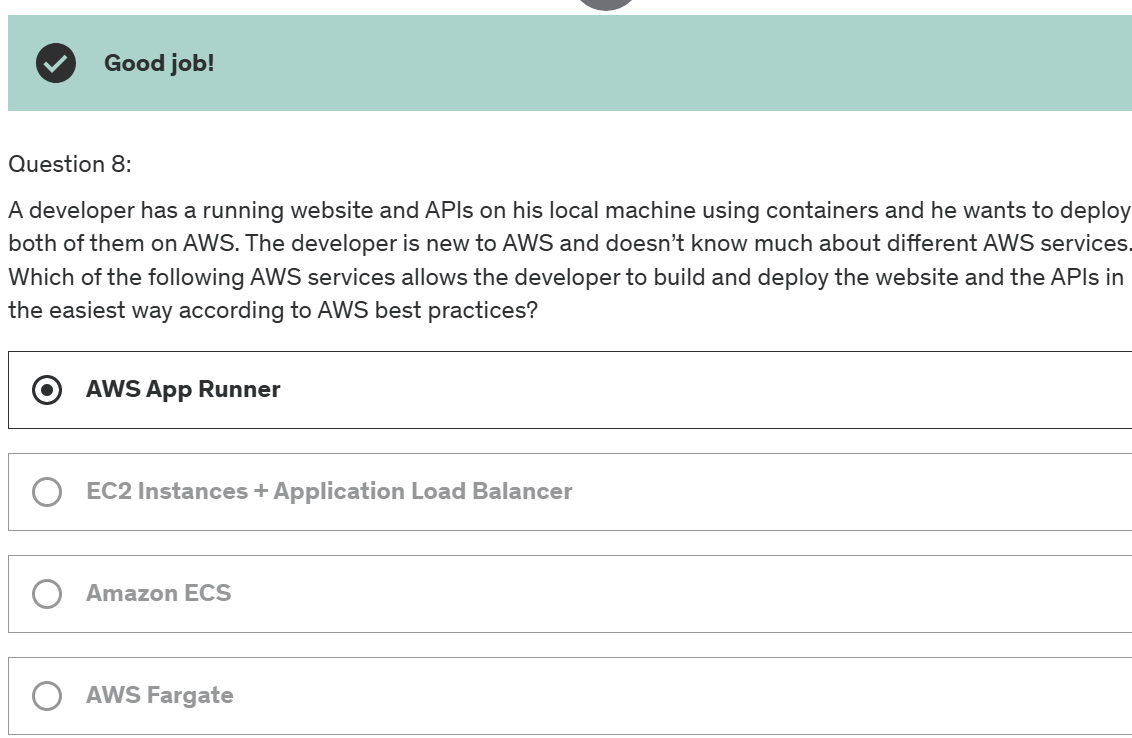 Good job!
Question 8:
A developer has a running website and APIs on his local machine using containers and he wants to deploy
both of them on AWS. The developer is new to AWS and doesn’t know much about different AWS services.
Which of the following AWS services allows the developer to build and deploy the website and the APIs in
the easiest way according to AWS best practices?
AWS App Runner
EC2 Instances + Application Load Balancer
Amazon ECS
AWS Fargate